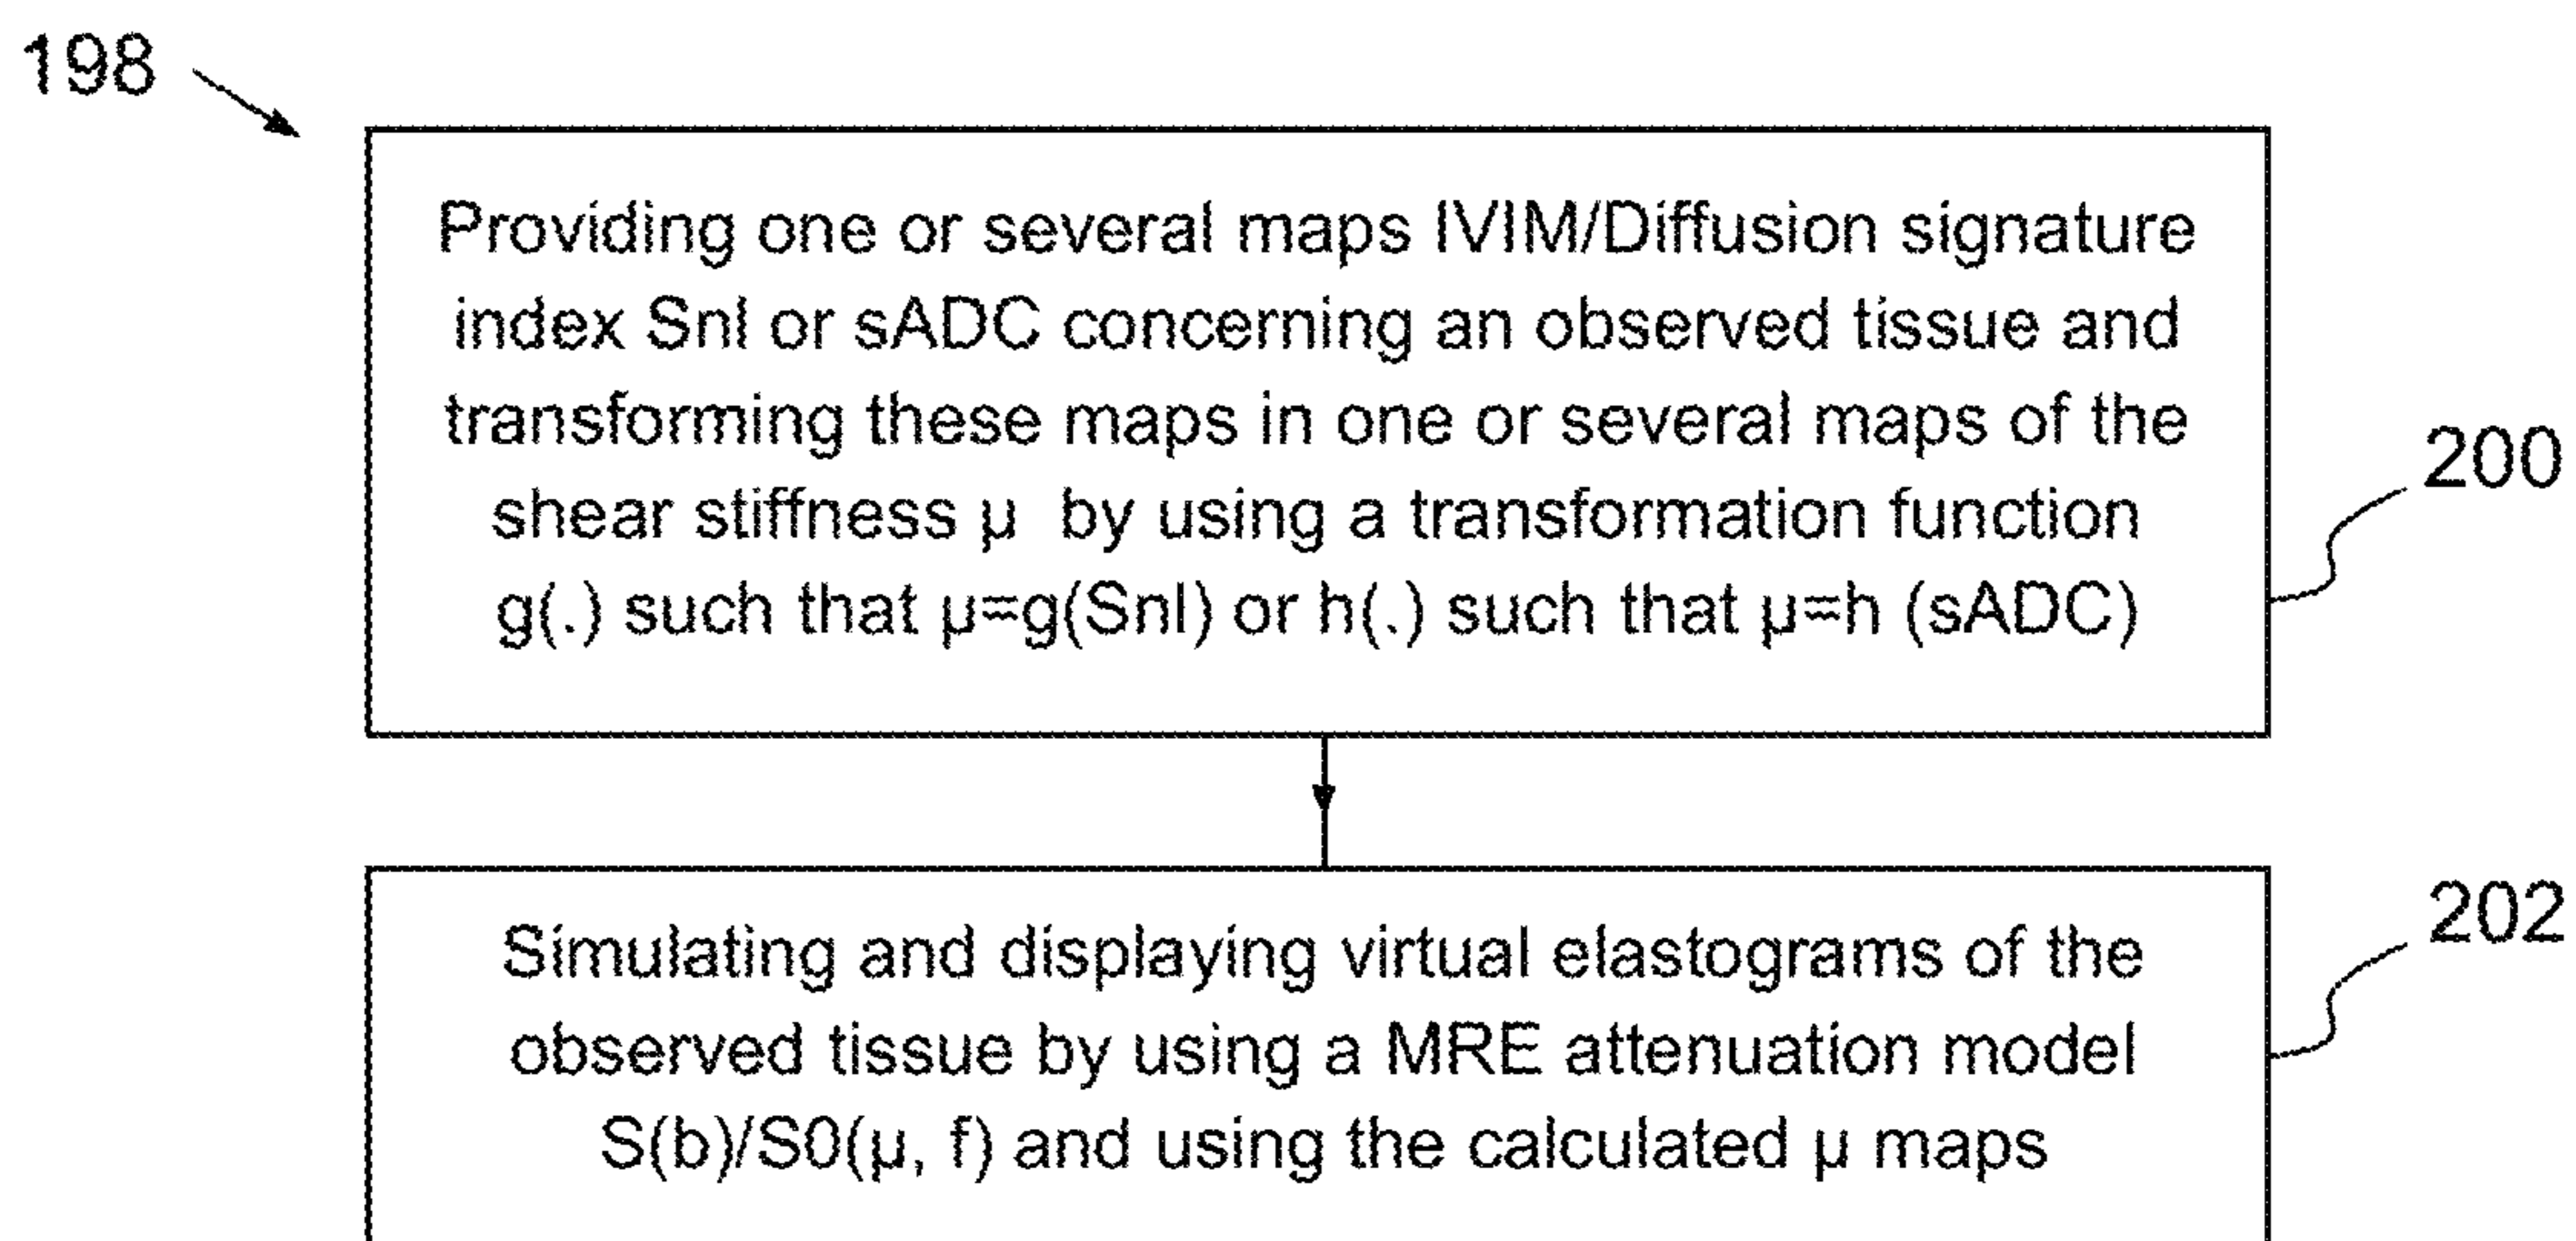 198
Providing one or several maps IVIM/Diffusion signature
index SnI or sADC concerning an observed tissue and
transforming these maps in one or several maps of the
shear stiffness µ by using a transformation function
g(.) such that µ=g(SnI) or h(.) such that µ=h (sADC)
200
Simulating and displaying virtual elastograms of the
observed tissue by using a MRE attenuation model
S(b)/S0(µ, f) and using the calculated µ maps
202